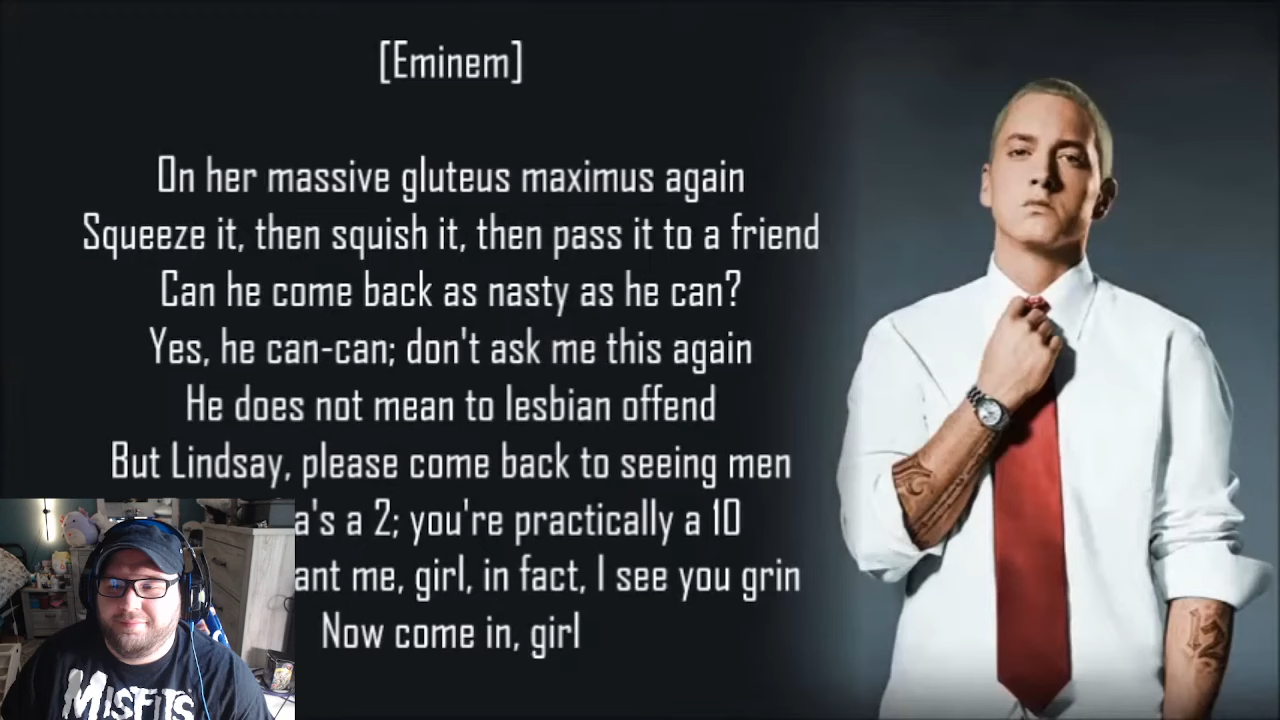 [Eminem]
On her massive gluteus maximus again
Squeeze it, then squish it, then pass it to a friend
Can he come back as nasty as he can?
Yes, he can-can; don't ask me this again
He does not mean to lesbian offend
But Lindsay, please come back to seeing men
a's a 2; you're practically a 10
ant me, girl, in fact, I see you grin
Now come in, girl
MISFITS
12